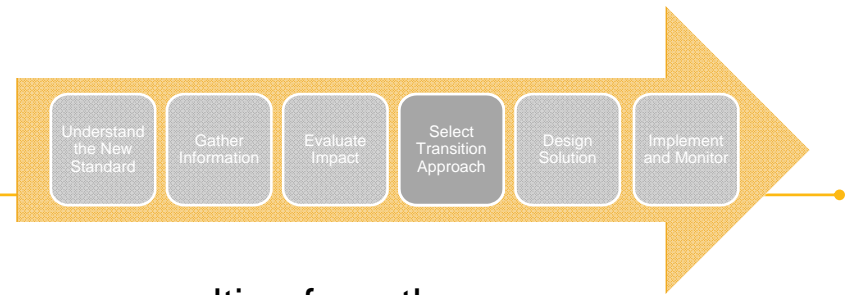 Understand
the New
Standard
Gather
Information
Evaluate
Impact
Select
Transition
Approach
Design
Solution
Implement
and Monitor